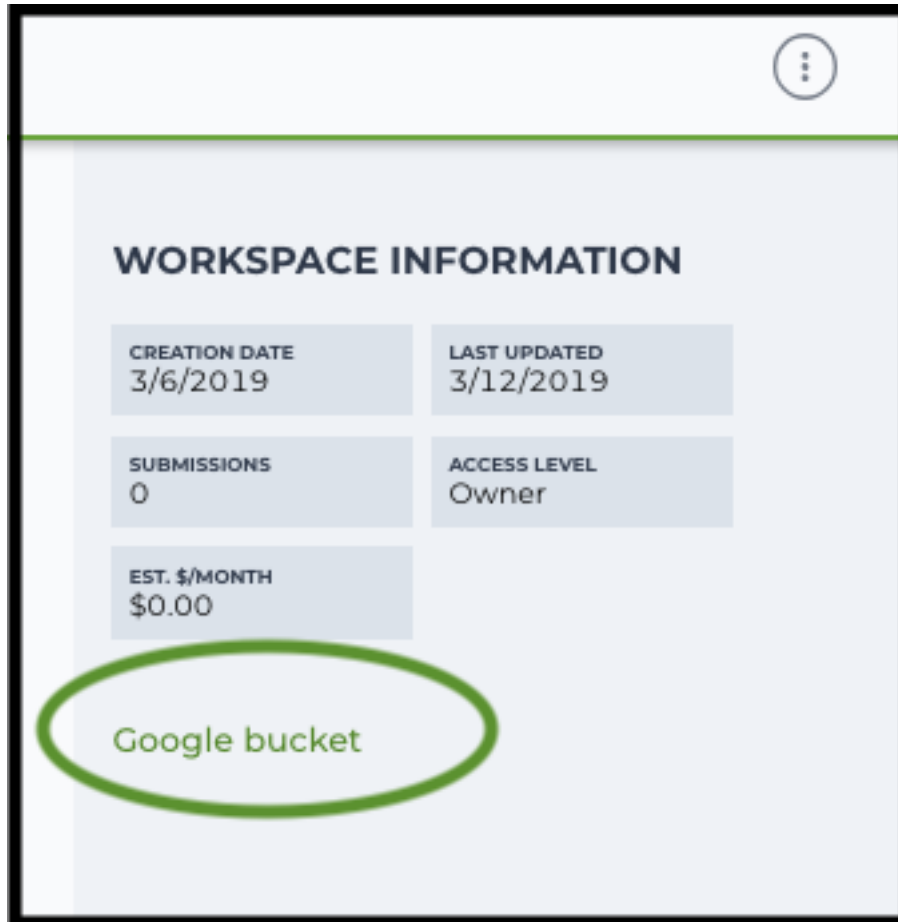 WORKSPACE INFORMATION
CREATION DATE
3/6/2019
LAST UPDATED
3/12/2019
SUBMISSIONS
0
ACCESS LEVEL
Owner
EST. $/MONTH
$0.00
Google bucket